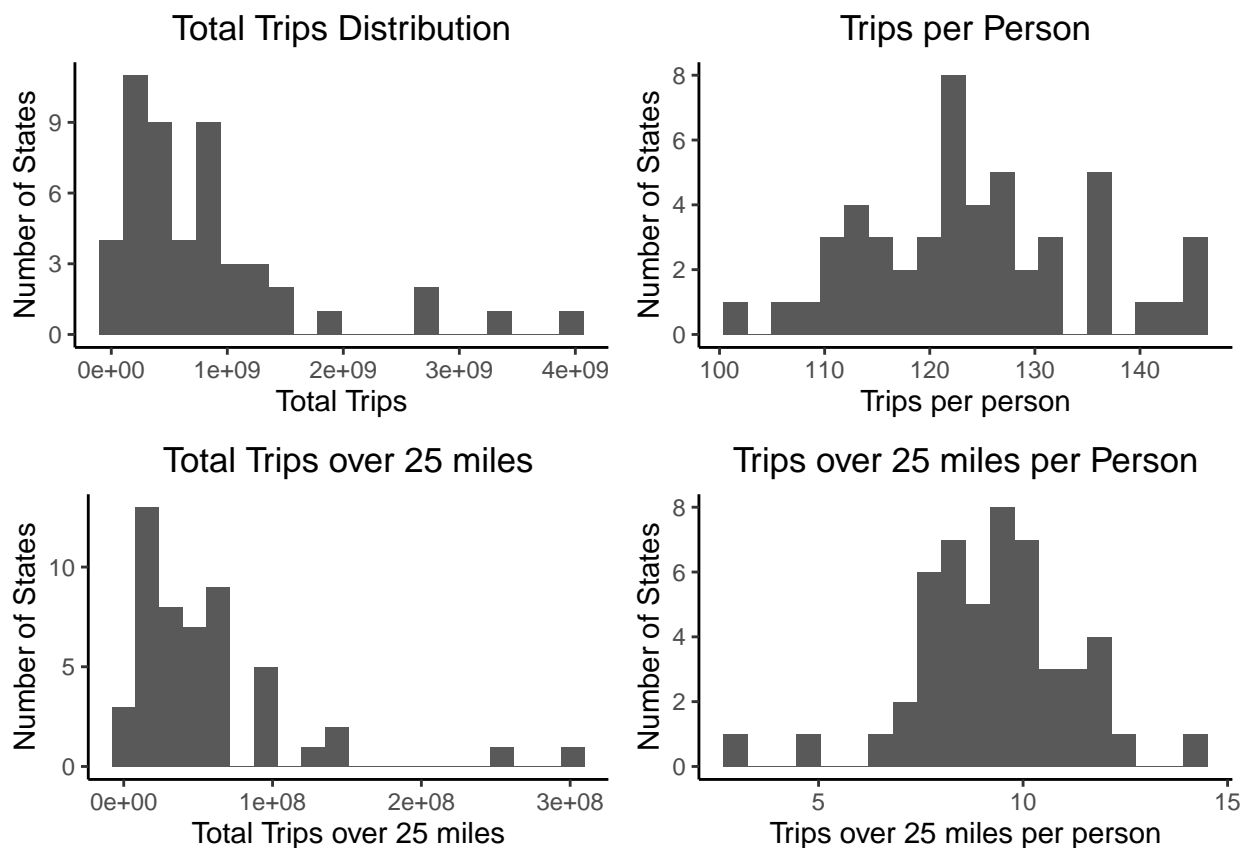 Total Trips Distribution
Number of States
0
3
6
9
0e+00 1e+09 2e+09 3e+09 4e+09
Total Trips
Trips per Person
Number of States
0
2
4
6
8
100 110 120 130 140
Trips per person
Total Trips over 25 miles
Number of States
0
5
10
0e+00 1e+08 2e+08 3e+08
Total Trips over 25 miles
Trips over 25 miles per Person
Number of States
0
2
4
6
8
5 10 15
Trips over 25 miles per person